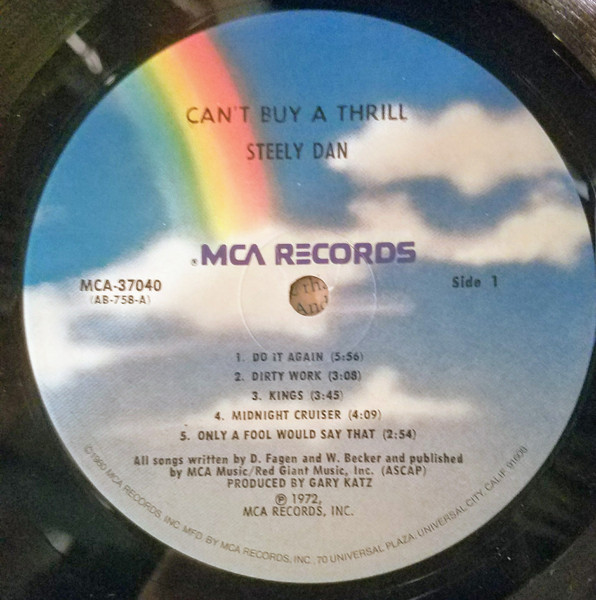 CAN'T BUY A THRILL
STEELY DAN
®MCA RECORDS
MCA-37040
(AB-758-A)
Side 1
1. DO IT AGAIN (5:56)
2. DIRTY WORK (3:08)
3. KINGS (3:45)
4. MIDNIGHT CRUISER (4:09)
5. ONLY A FOOL WOULD SAY THAT (2:54)
All songs written by D. Fagen and W. Becker and published
by MCA Music/Red Giant Music, Inc. (ASCAP)
PRODUCED BY GARY KATZ
℗ 1972,
MCA RECORDS, INC.
©1980 MCA RECORDS, INC. MFD. BY MCA RECORDS, INC., 70 UNIVERSAL PLAZA, UNIVERSAL CITY, CALIF. 91608